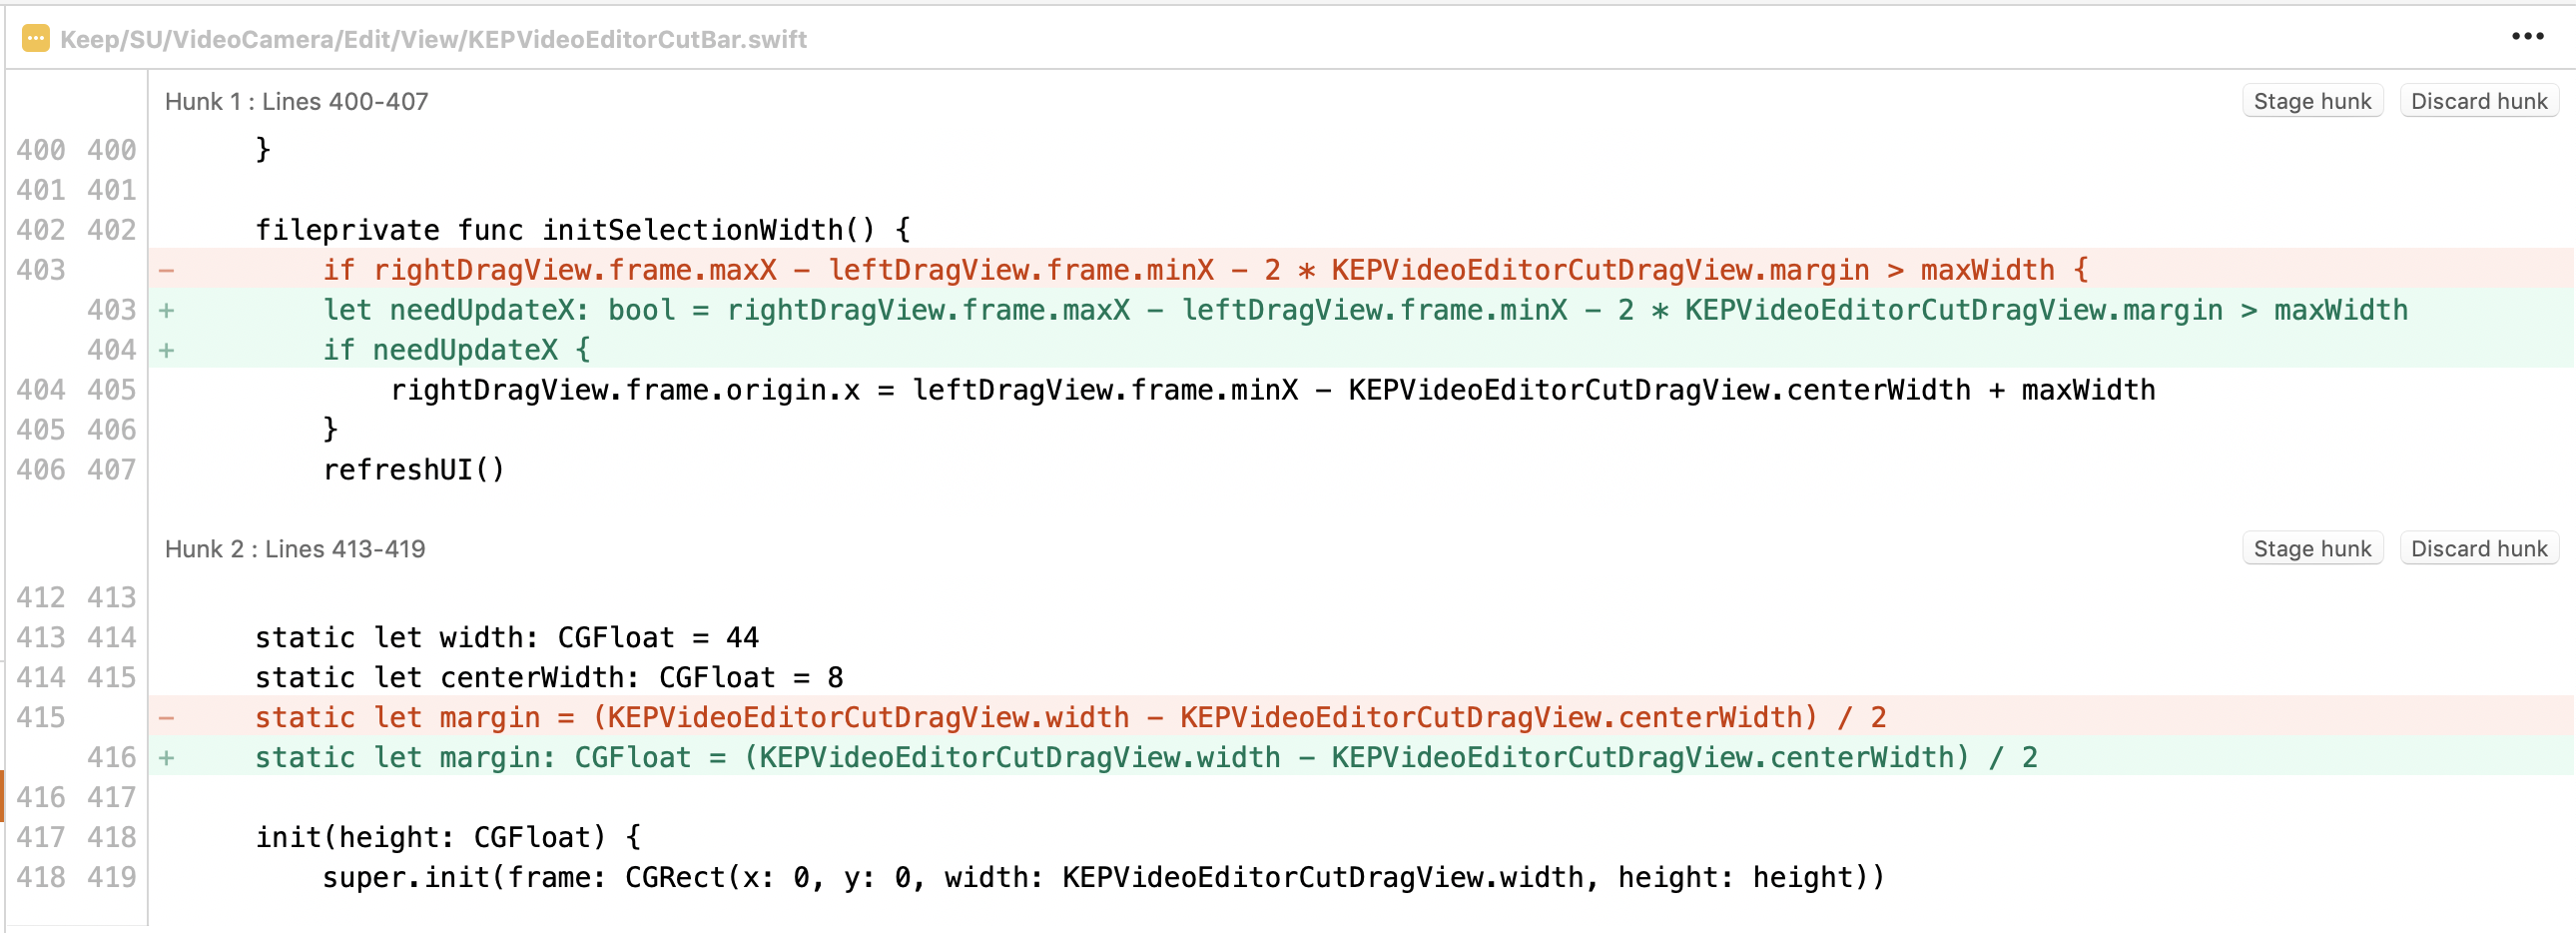 Keep/SU/VideoCamera/Edit/View/KEPVideoEditorCutBar.swift
Hunk 1 : Lines 400-407 Stage hunk Discard hunk
400 400 }
401 401
402 402 fileprivate func initSelectionWidth() {
403 - if rightDragView.frame.maxX - leftDragView.frame.minX - 2 * KEPVideoEditorCutDragView.margin > maxWidth {
403 + let needUpdateX: bool = rightDragView.frame.maxX - leftDragView.frame.minX - 2 * KEPVideoEditorCutDragView.margin > maxWidth
404 + if needUpdateX {
404 405 rightDragView.frame.origin.x = leftDragView.frame.minX - KEPVideoEditorCutDragView.centerWidth + maxWidth
405 406 }
406 407 refreshUI()
Hunk 2 : Lines 413-419 Stage hunk Discard hunk
412 413
413 414 static let width: CGFloat = 44
414 415 static let centerWidth: CGFloat = 8
415 - static let margin = (KEPVideoEditorCutDragView.width - KEPVideoEditorCutDragView.centerWidth) / 2
416 + static let margin: CGFloat = (KEPVideoEditorCutDragView.width - KEPVideoEditorCutDragView.centerWidth) / 2
416 417
417 418 init(height: CGFloat) {
418 419 super.init(frame: CGRect(x: 0, y: 0, width: KEPVideoEditorCutDragView.width, height: height))